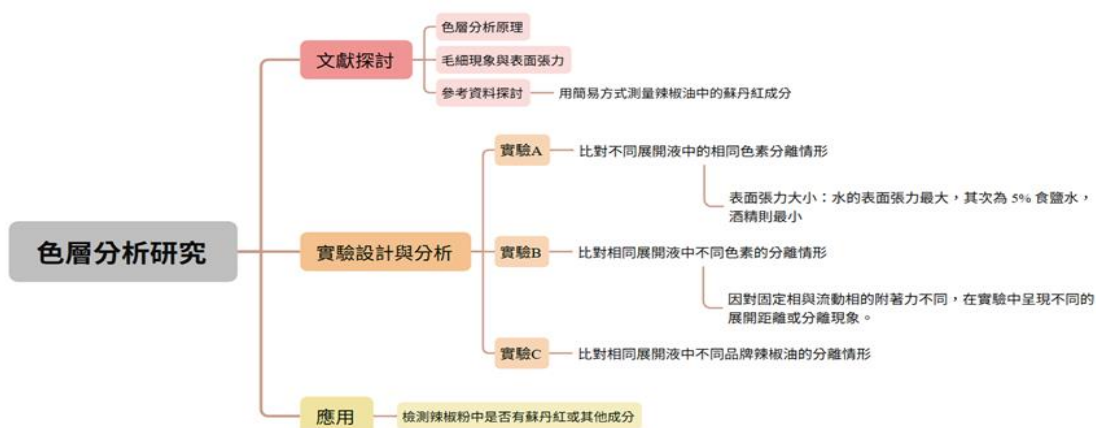 色層分析研究
文獻探討
色層分析原理
毛細現象與表面張力
參考資料探討
用簡易方式測量辣椒油中的蘇丹紅成分
實驗設計與分析
實驗A
比對不同展開液中的相同色素分離情形
表面張力大小：水的表面張力最大，其次為 5% 食鹽水，
酒精則最小
實驗B
比對相同展開液中不同色素的分離情形
因對固定相與流動相的附著力不同，在實驗中呈現不同的
展開距離或分離現象。
實驗C
比對相同展開液中不同品牌辣椒油的分離情形
應用
檢測辣椒粉中是否有蘇丹紅或其他成分